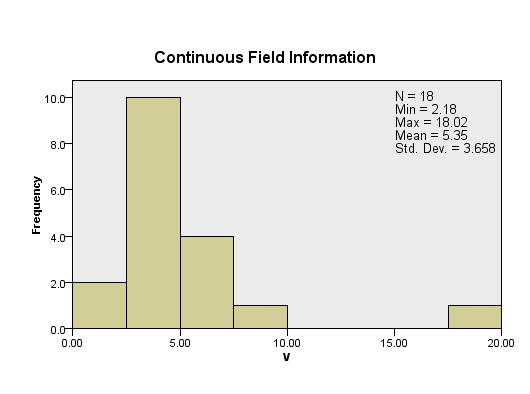 Continuous Field Information
N = 18
Min = 2.18
Max = 18.02
Mean = 5.35
Std. Dev. = 3.658
Frequency
10.0
8.0
6.0
4.0
2.0
0.0
0.00 5.00 10.00 15.00 20.00
V